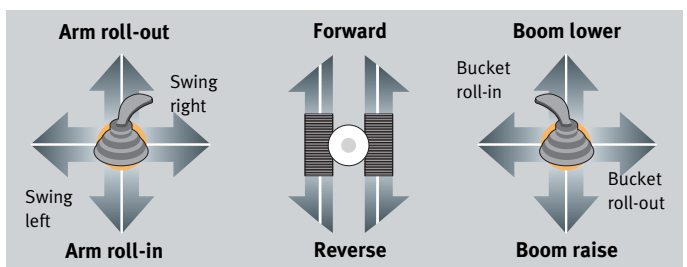 Arm roll-out
Swing
right
Swing
left
Arm roll-in
Forward
Reverse
Boom lower
Bucket
roll-in
Bucket
roll-out
Boom raise